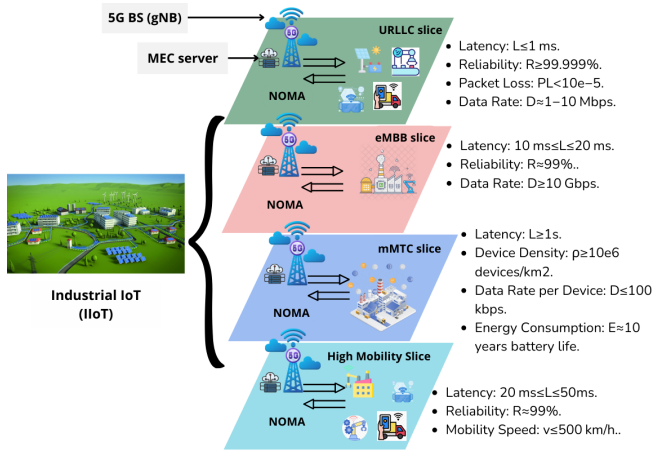 5G BS (gNB)
MEC server
URLLC slice
5G
NOMA
• Latency: L≤1 ms.
• Reliability: R≥99.999%.
• Packet Loss: PL<10e−5.
• Data Rate: D≈1–10 Mbps.
eMBB slice
5G
NOMA
• Latency: 10 ms≤L≤20 ms.
• Reliability: R≈99%..
• Data Rate: D≥10 Gbps.
Industrial IoT
(IIoT)
mMTC slice
5G
NOMA
• Latency: L≥1s.
• Device Density: ρ≥10e6
devices/km2.
• Data Rate per Device: D≤100
kbps.
• Energy Consumption: E≈10
years battery life.
High Mobility Slice
5G
NOMA
• Latency: 20 ms≤L≤50ms.
• Reliability: R≈99%.
• Mobility Speed: v≤500 km/h..